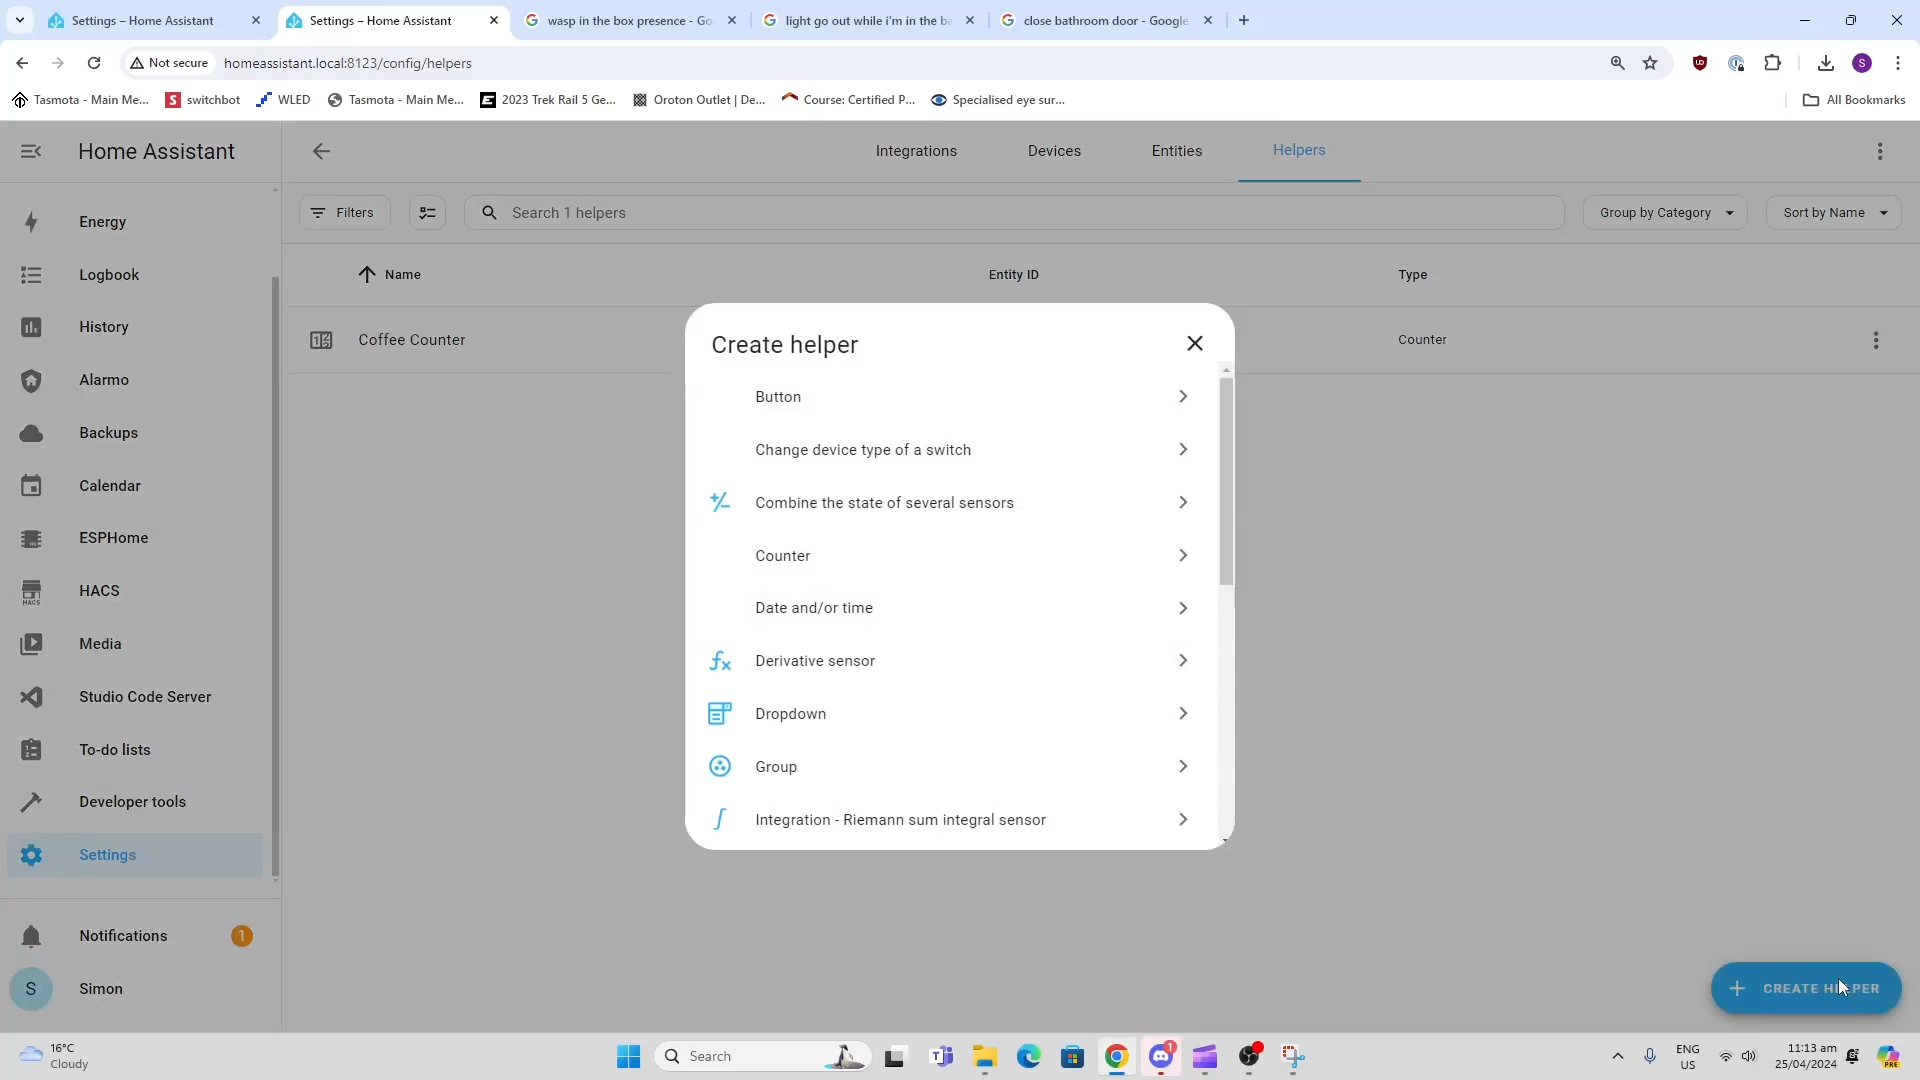 Settings – Home Assistant
Settings – Home Assistant
wasp in the box presence - Go
light go out while i'm in the ba
close bathroom door - Google
Not secure
homeassistant.local:8123/config/helpers
S
Tasmota - Main Me...
switchbot
WLED
Tasmota - Main Me...
2023 Trek Rail 5 Ge...
Oroton Outlet | De...
Course: Certified P...
Specialised eye sur...
All Bookmarks
Home Assistant
Integrations
Devices
Entities
Helpers
Energy
Logbook
History
Alarmo
Backups
Calendar
ESPHome
HACS
Media
Studio Code Server
To-do lists
Developer tools
Settings
Notifications
1
S
Simon
Filters
Search 1 helpers
Group by Category
Sort by Name
Name
Entity ID
Type
Coffee Counter
Counter
Create helper
Button
Change device type of a switch
Combine the state of several sensors
Counter
Date and/or time
Derivative sensor
Dropdown
Group
Integration - Riemann sum integral sensor
CREATE HELPER
16°C
Cloudy
Search
1
ENG
US
11:13 am
25/04/2024
PRE